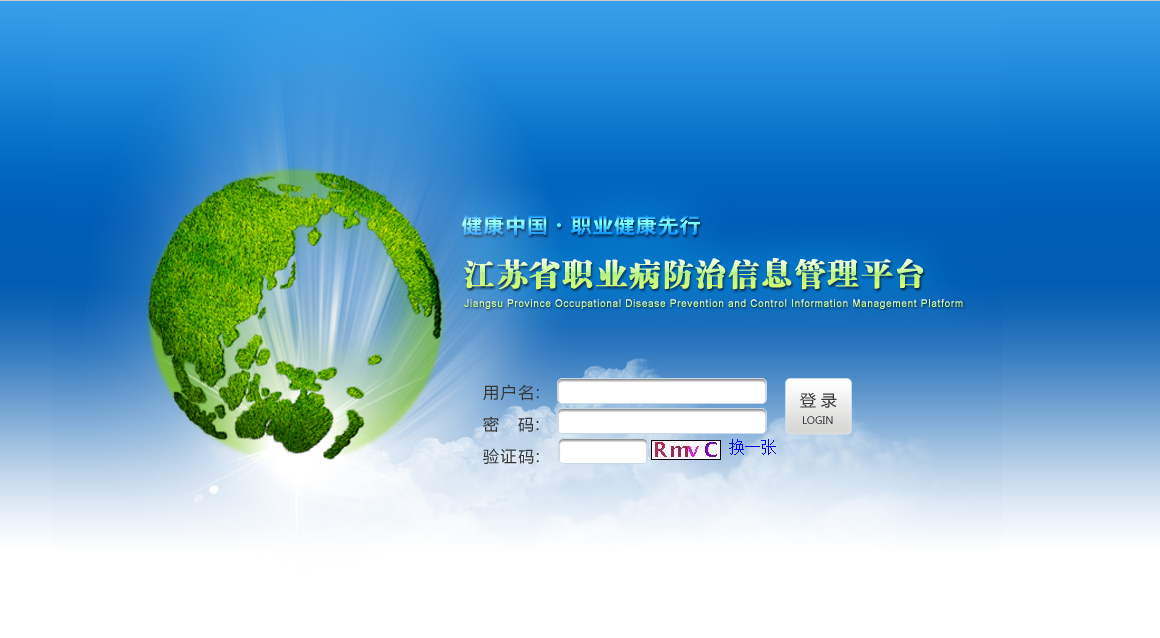 健康中国·职业健康先行
江苏省职业病防治信息管理平台
Jiangsu Province Occupational Disease Prevention and Control Information Management Platform
用户名:
登 录
LOGIN
密 码:
验证码: RmvC 换一张